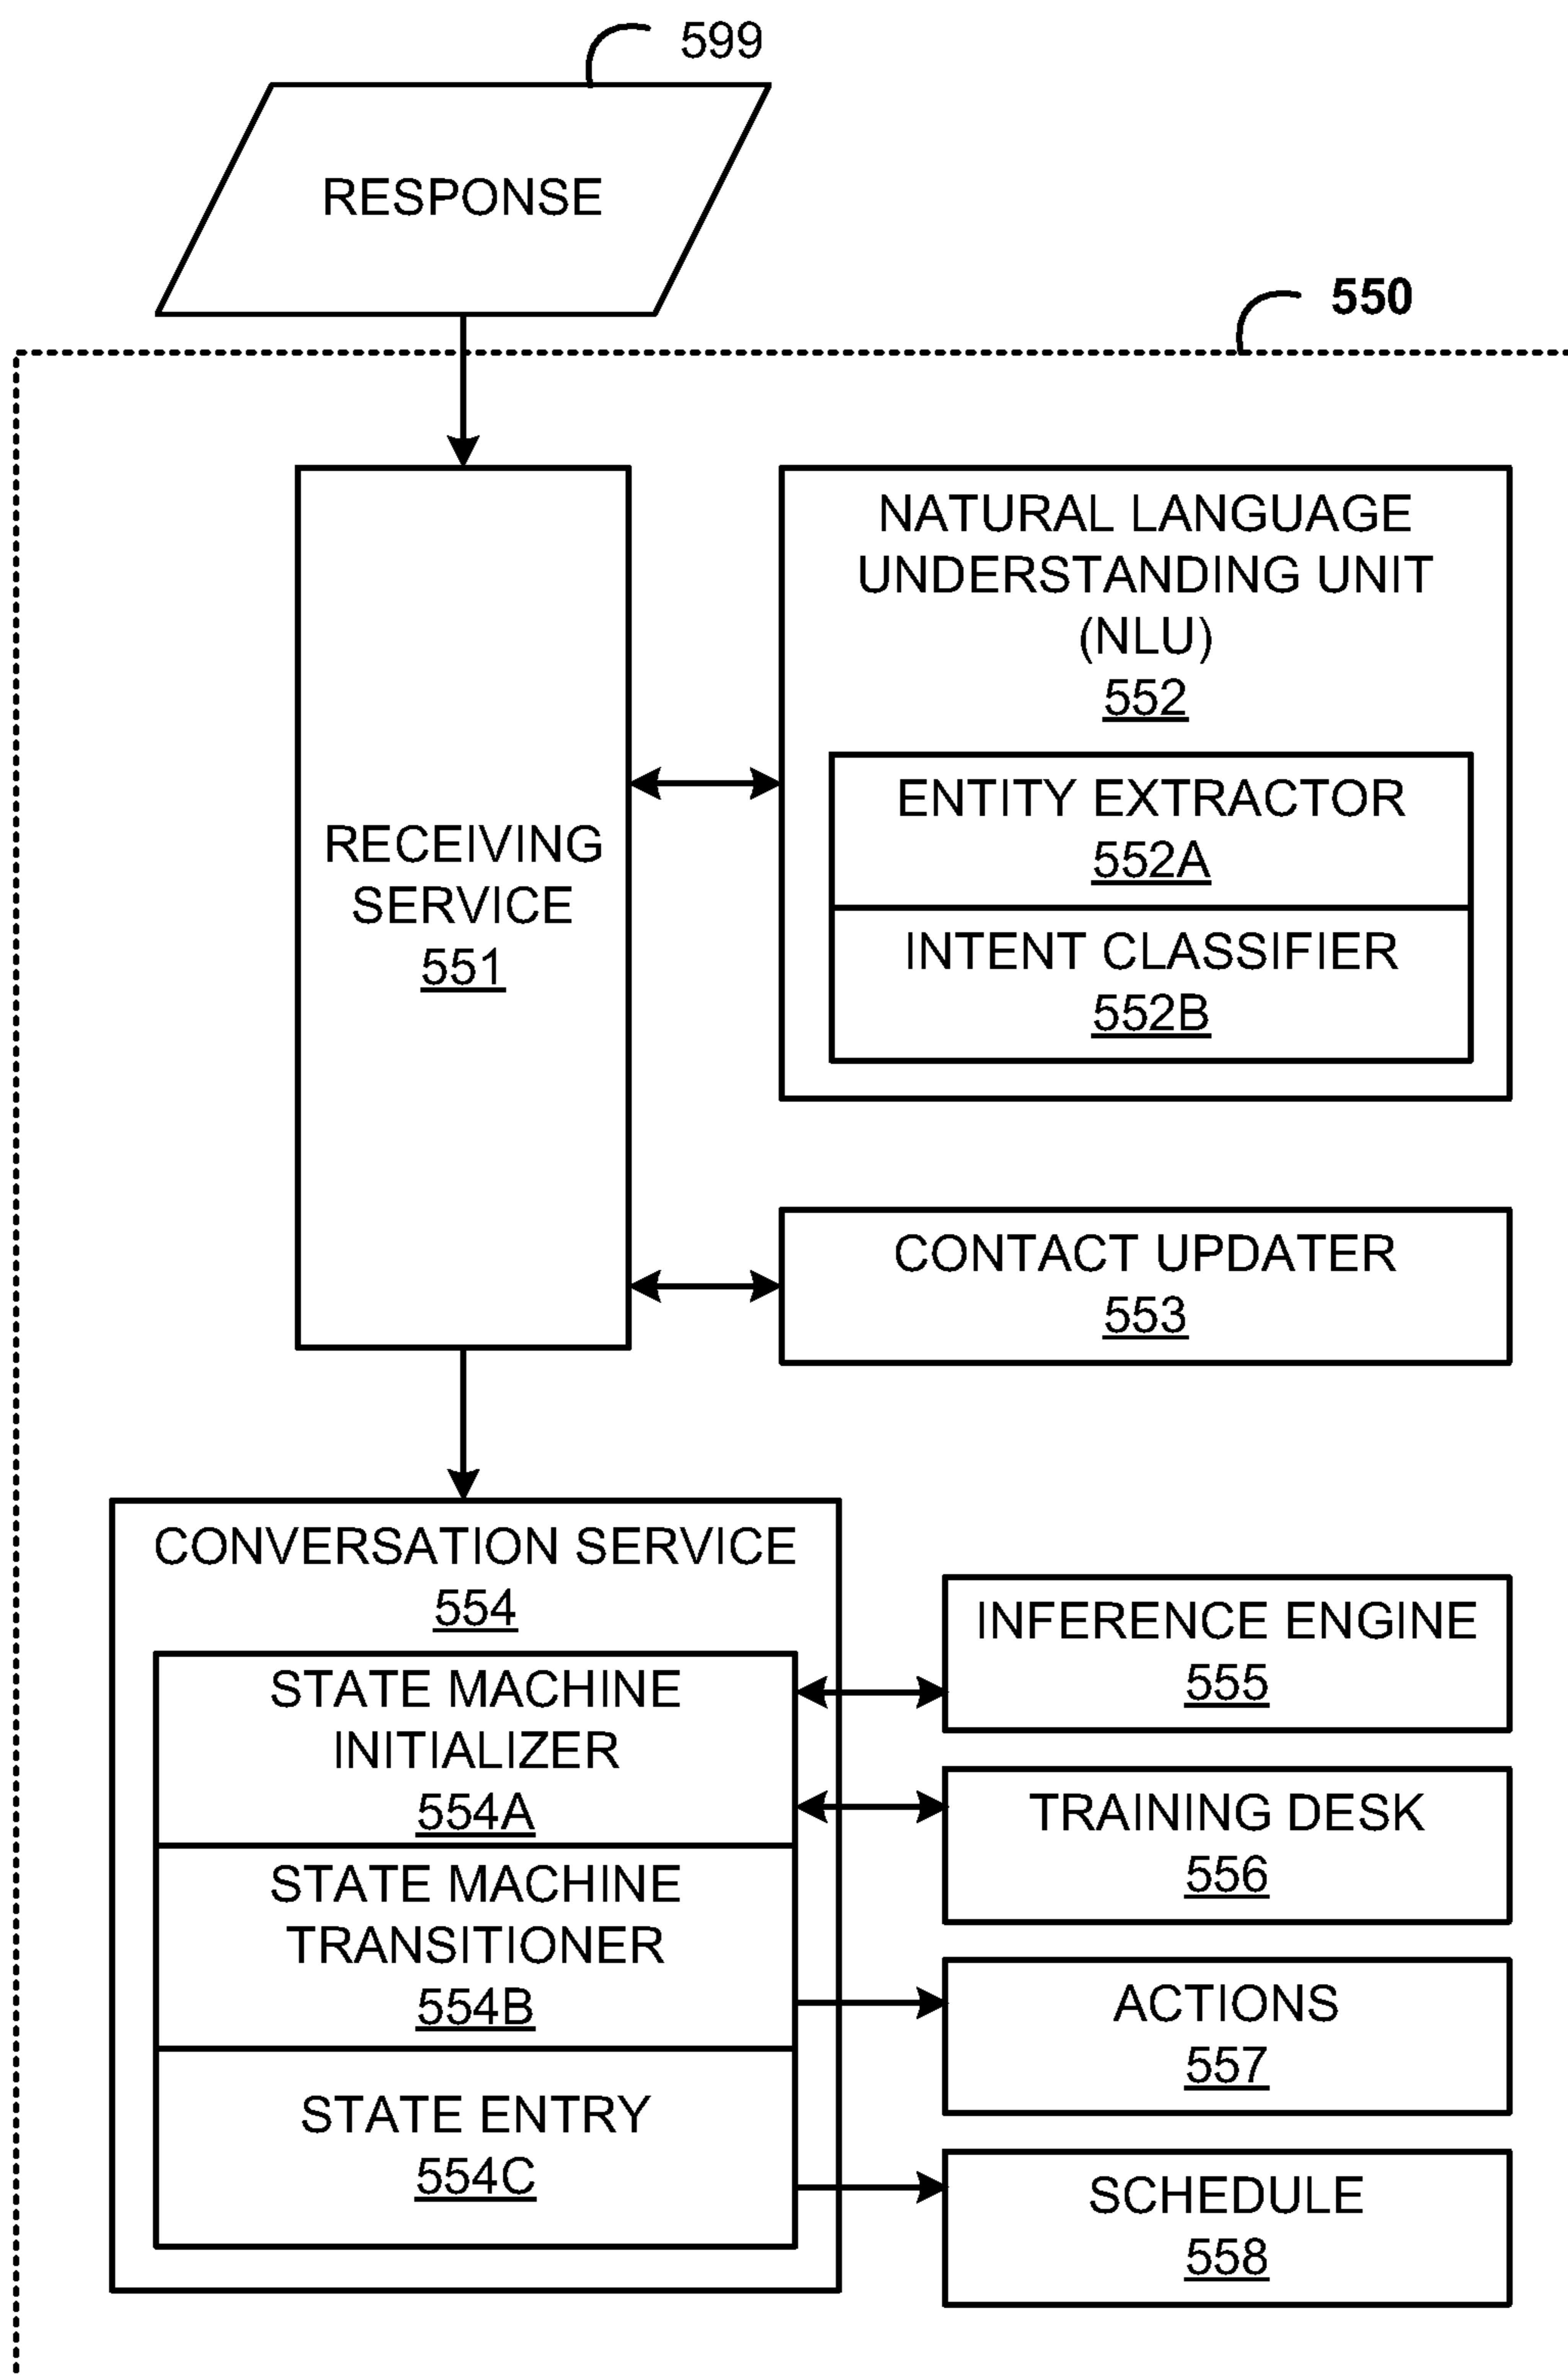 599
RESPONSE
550
RECEIVING
SERVICE
551
NATURAL LANGUAGE
UNDERSTANDING UNIT
(NLU)
552
ENTITY EXTRACTOR
552A
INTENT CLASSIFIER
552B
CONTACT UPDATER
553
CONVERSATION SERVICE
554
STATE MACHINE
INITIALIZER
554A
STATE MACHINE
TRANSITIONER
554B
STATE ENTRY
554C
INFERENCE ENGINE
555
TRAINING DESK
556
ACTIONS
557
SCHEDULE
558